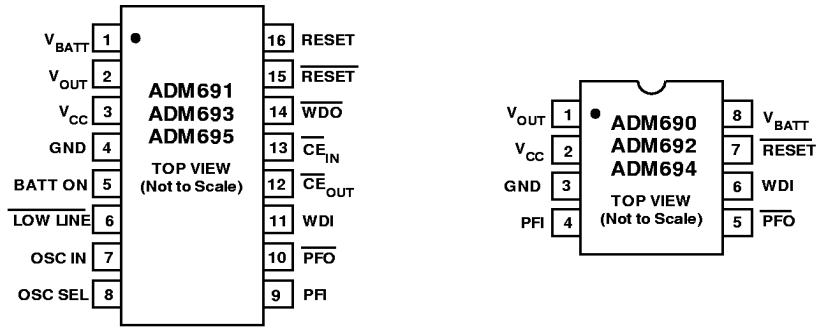 VBATT 1
VOUT 2
VCC 3
GND 4
BATT ON 5
LOW LINE 6
OSC IN 7
OSC SEL 8
ADM691
ADM693
ADM695
TOP VIEW
(Not to Scale)
16 RESET
15 RESET
14 WDO
13 CEIN
12 CEOUT
11 WDI
10 PFO
9 PFI
VOUT 1
VCC 2
GND 3
PFI 4
ADM690
ADM692
ADM694
TOP VIEW
(Not to Scale)
8 VBATT
7 RESET
6 WDI
5 PFO